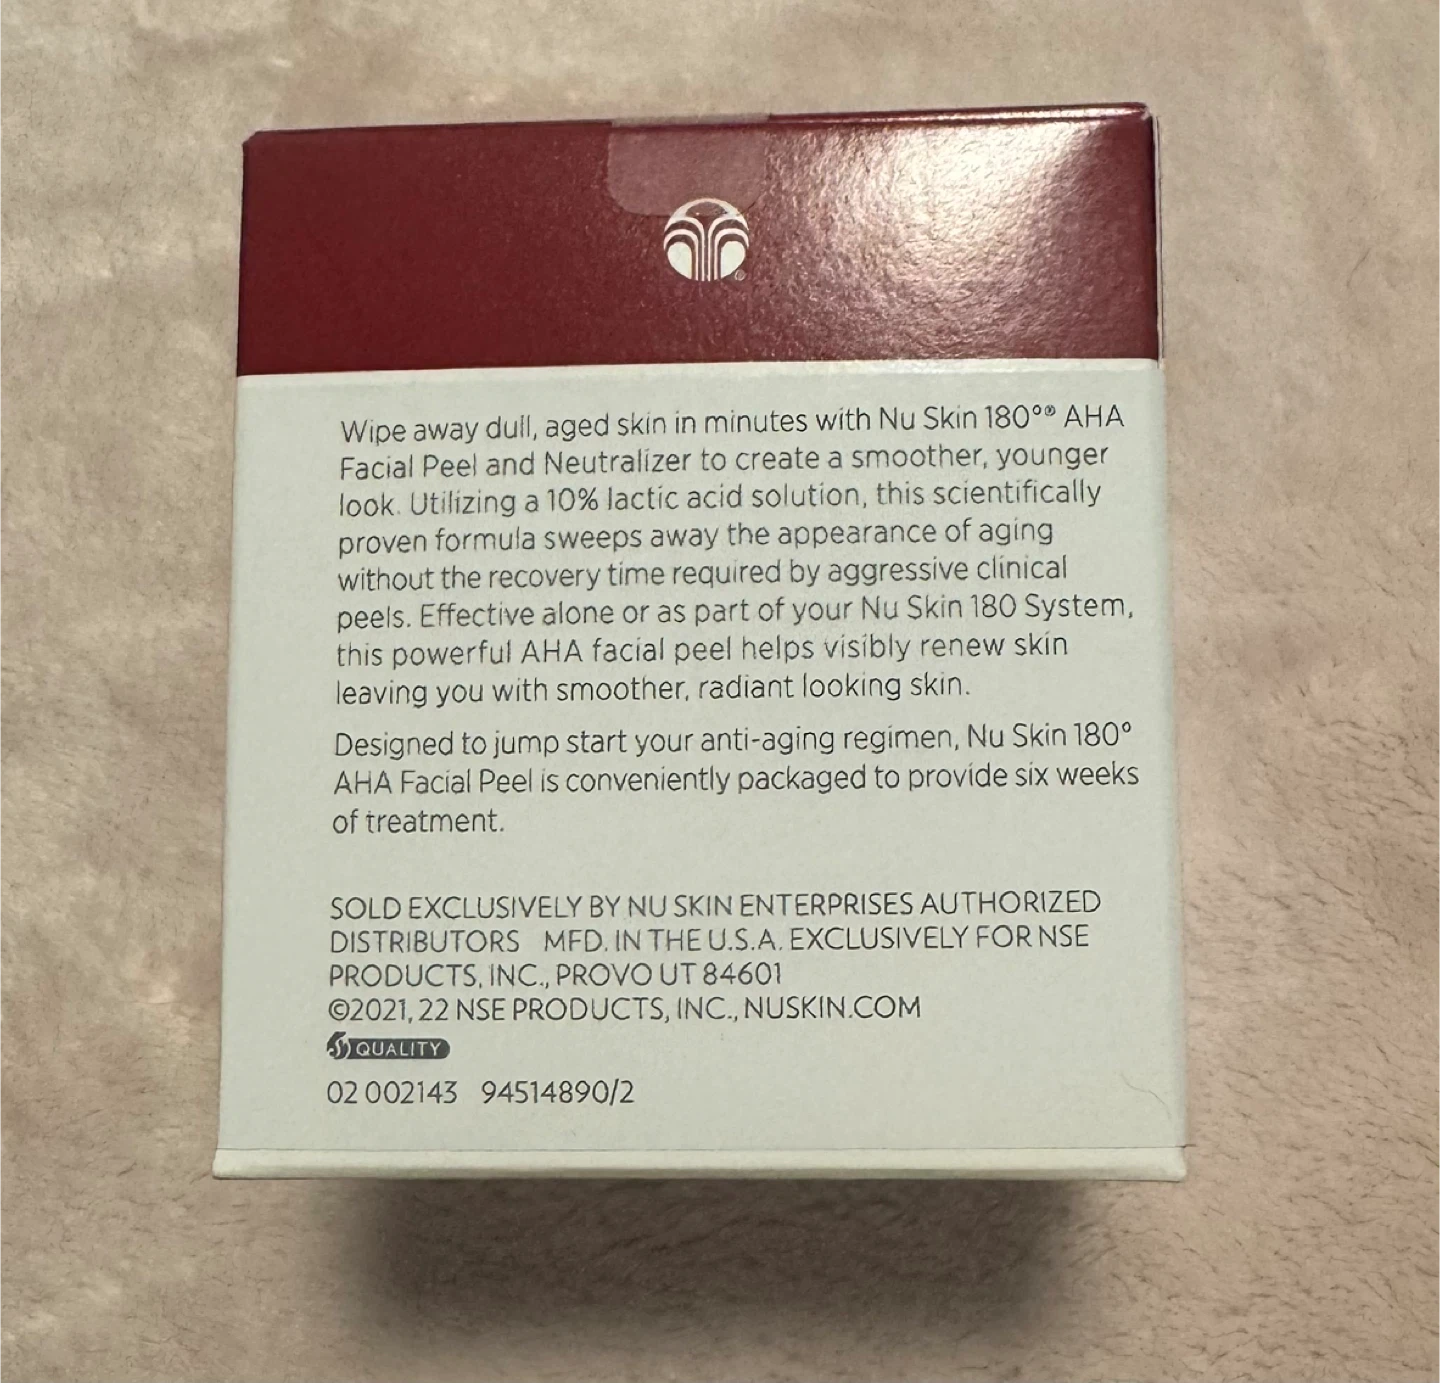 Wipe away dull, aged skin in minutes with Nu Skin 180°® AHA
Facial Peel and Neutralizer to create a smoother, younger
look. Utilizing a 10% lactic acid solution, this scientifically
proven formula sweeps away the appearance of aging
without the recovery time required by aggressive clinical
peels. Effective alone or as part of your Nu Skin 180 System,
this powerful AHA facial peel helps visibly renew skin
leaving you with smoother, radiant looking skin.
Designed to jump start your anti-aging regimen, Nu Skin 180°
AHA Facial Peel is conveniently packaged to provide six weeks
of treatment.
SOLD EXCLUSIVELY BY NU SKIN ENTERPRISES AUTHORIZED
DISTRIBUTORS MFD. IN THE U.S.A. EXCLUSIVELY FOR NSE
PRODUCTS, INC., PROVO UT 84601
©2021, 22 NSE PRODUCTS, INC., NUSKIN.COM
QUALITY
02 002143 94514890/2